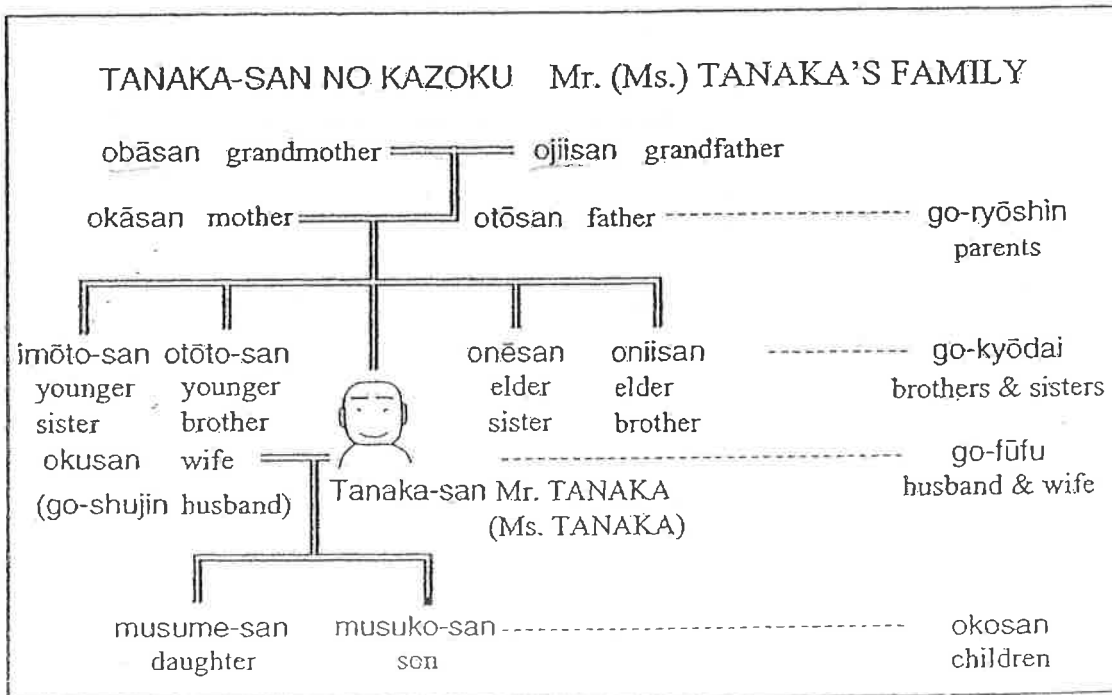 TANAKA-SAN NO KAZOKU Mr. (Ms.) TANAKA'S FAMILY
obāsan grandmother ojiisan grandfather
okāsan mother otōsan father go-ryōshin
parents
imōto-san otōto-san onēsan oniisan go-kyōdai
younger younger elder elder brothers & sisters
sister brother sister brother
okusan wife go-fūfu
(go-shujin husband) Tanaka-san Mr. TANAKA husband & wife
(Ms. TANAKA)
musume-san musuko-san okosan
daughter son children